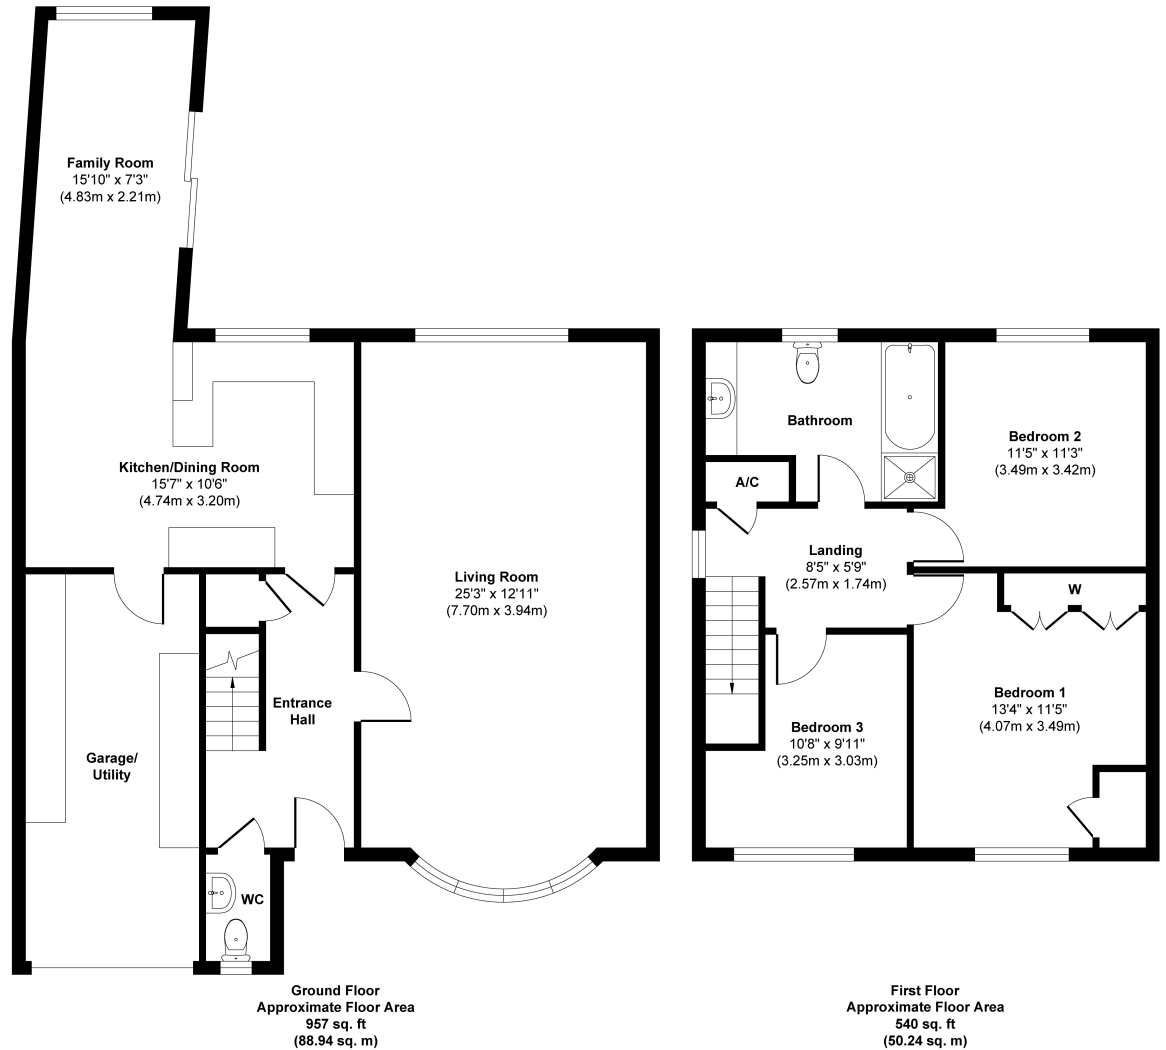 Family Room
15'10" x 7'3"
(4.83m x 2.21m)
Kitchen/Dining Room
15'7" x 10'6"
(4.74m x 3.20m)
Living Room
25'3" x 12'11"
(7.70m x 3.94m)
Entrance
Hall
Garage/
Utility
WC
Ground Floor
Approximate Floor Area
957 sq. ft
(88.94 sq. m)
Bathroom
A/C
Bedroom 2
11'5" x 11'3"
(3.49m x 3.42m)
Landing
8'5" x 5'9"
(2.57m x 1.74m)
W
Bedroom 1
13'4" x 11'5"
(4.07m x 3.49m)
Bedroom 3
10'8" x 9'11"
(3.25m x 3.03m)
First Floor
Approximate Floor Area
540 sq. ft
(50.24 sq. m)